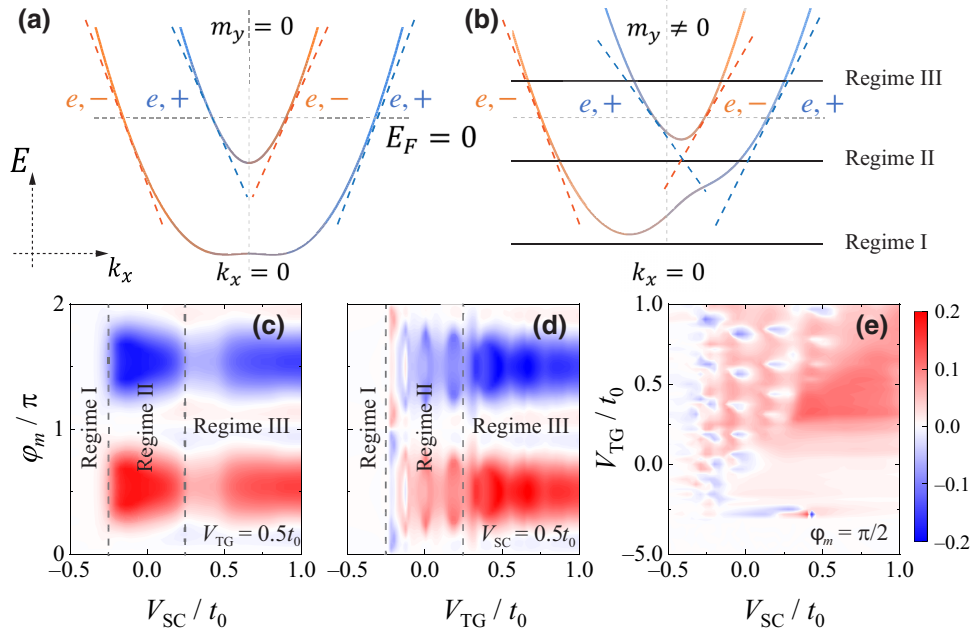 (a)
m_y = 0
e, −
e, +
e, −
e, +
E_F = 0
E
k_x
k_x = 0
(b)
m_y ≠ 0
Regime III
e, −
e, +
e, −
e, +
Regime II
Regime I
k_x = 0
(c)
2
1
0
φ_m / π
Regime I
Regime II
Regime III
V_TG = 0.5t_0
−0.5
0.0
0.5
1.0
V_SC / t_0
(d)
Regime I
Regime II
Regime III
V_SC = 0.5t_0
−0.5
0.0
0.5
1.0
V_TG / t_0
(e)
1.0
0.5
0.0
−5.0
V_TG / t_0
φ_m = π/2
−0.5
0.0
0.5
1.0
V_SC / t_0
0.2
0.1
0
−0.1
−0.2